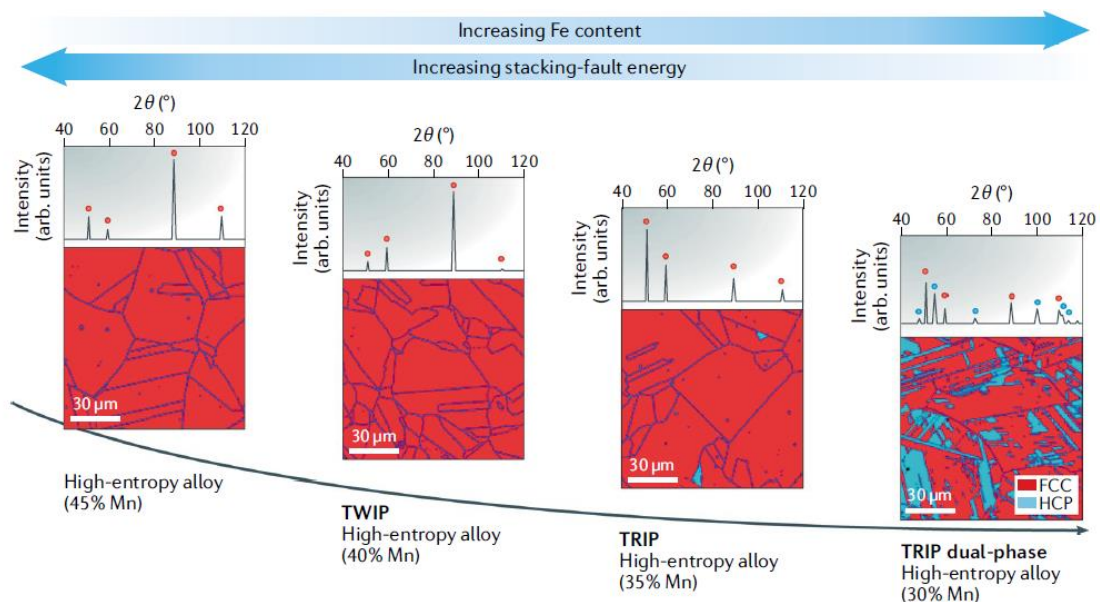 Increasing Fe content
Increasing stacking-fault energy
2θ (°)
40 60 80 100 120
Intensity
(arb. units)
30 µm
High-entropy alloy
(45% Mn)
2θ (°)
40 60 80 100 120
Intensity
(arb. units)
30 µm
TWIP
High-entropy alloy
(40% Mn)
2θ (°)
40 60 80 100 120
Intensity
(arb. units)
30 µm
TRIP
High-entropy alloy
(35% Mn)
2θ (°)
40 60 80 100 120
Intensity
(arb. units)
30 µm
FCC
HCP
TRIP dual-phase
High-entropy alloy
(30% Mn)